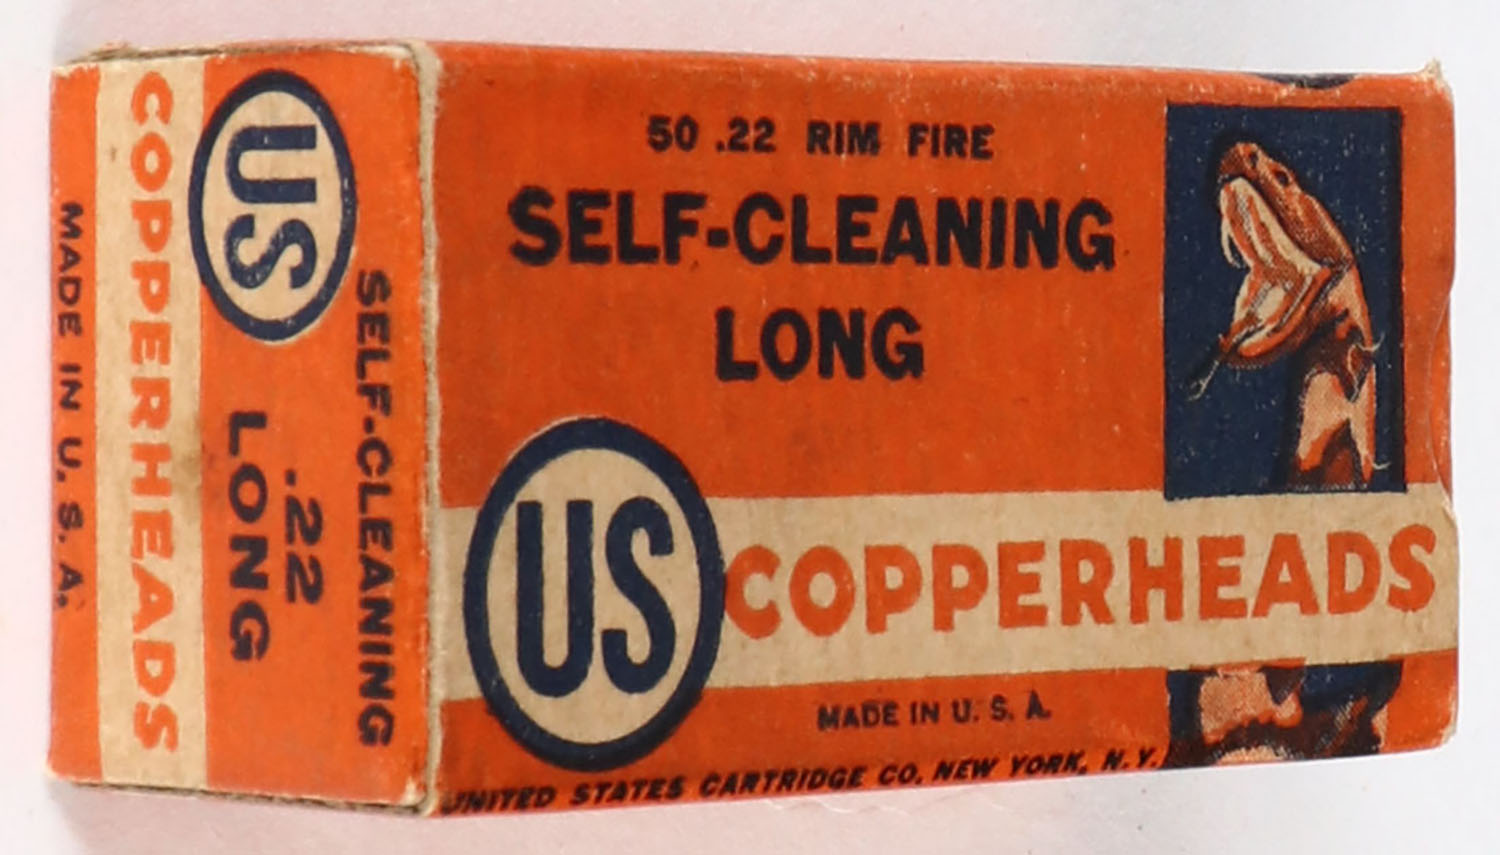 50 .22 RIM FIRE
SELF-CLEANING
LONG
US
COPPERHEADS
MADE IN U. S. A.
UNITED STATES CARTRIDGE CO. NEW YORK, N. Y.
SELF-CLEANING
US
.22
LONG
COPPERHEADS
MADE IN U. S. A.